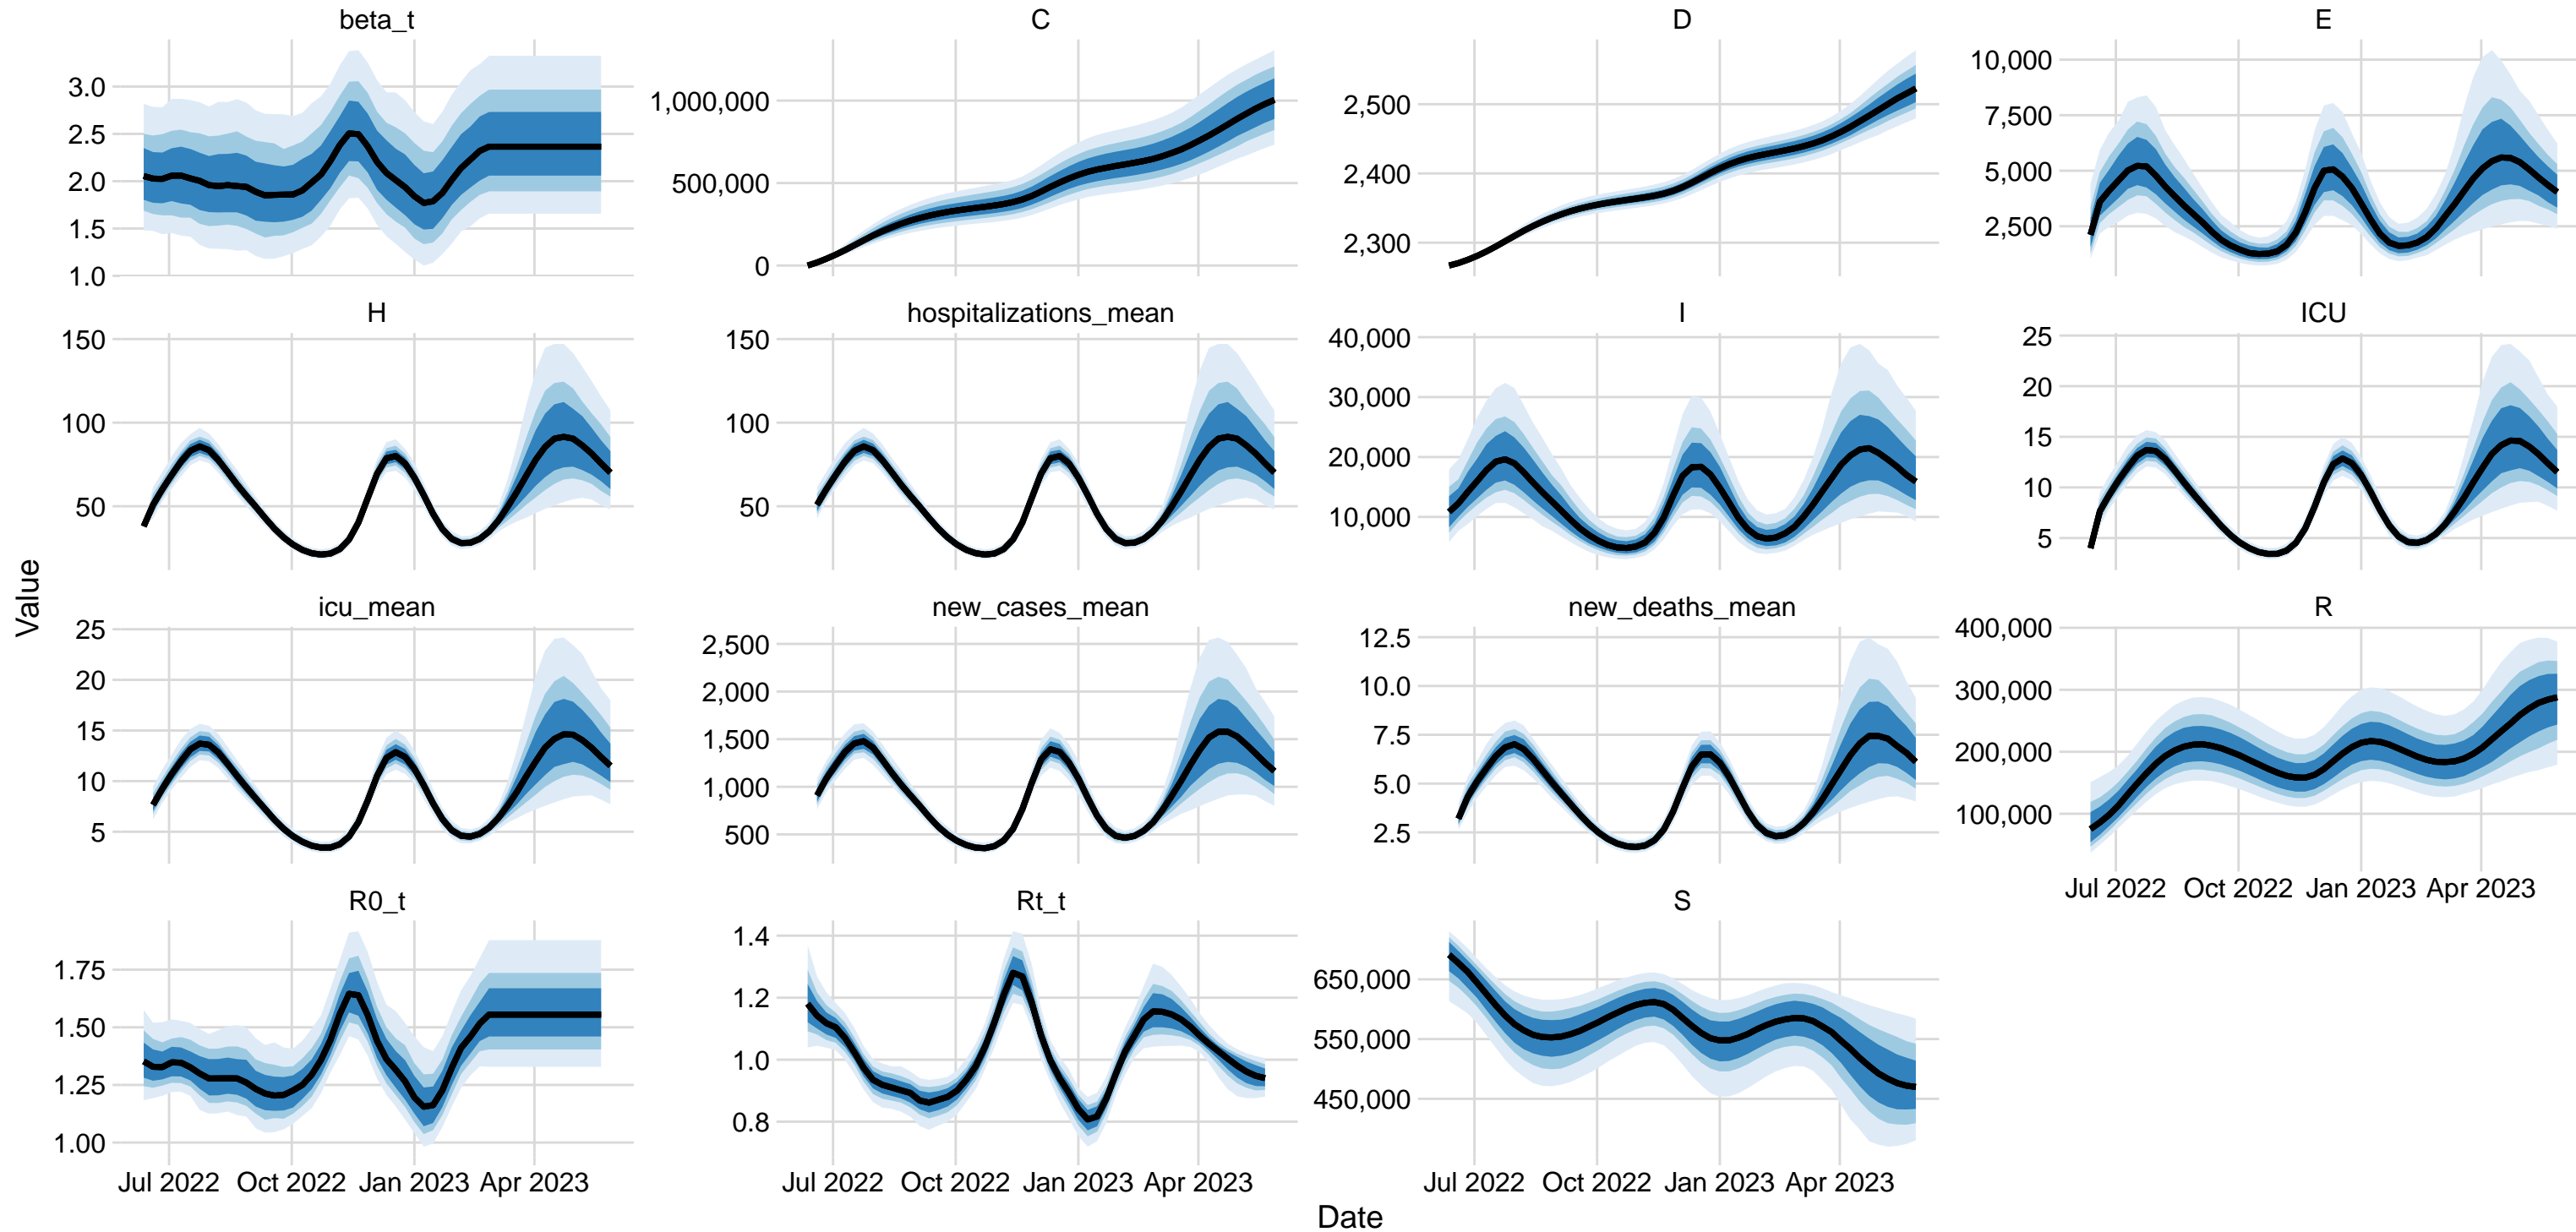 beta_t
C
D
E
3.0
2.5
2.0
1.5
1.0
1,000,000
500,000
0
2,500
2,400
2,300
10,000
7,500
5,000
2,500
H
hospitalizations_mean
I
ICU
150
100
50
150
100
50
40,000
30,000
20,000
10,000
25
20
15
10
5
Value
icu_mean
new_cases_mean
new_deaths_mean
R
25
20
15
10
5
2,500
2,000
1,500
1,000
500
12.5
10.0
7.5
5.0
2.5
400,000
300,000
200,000
100,000
Jul 2022 Oct 2022 Jan 2023 Apr 2023
R0_t
Rt_t
S
1.75
1.50
1.25
1.00
1.4
1.2
1.0
0.8
650,000
550,000
450,000
Jul 2022 Oct 2022 Jan 2023 Apr 2023
Jul 2022 Oct 2022 Jan 2023 Apr 2023
Jul 2022 Oct 2022 Jan 2023 Apr 2023
Date